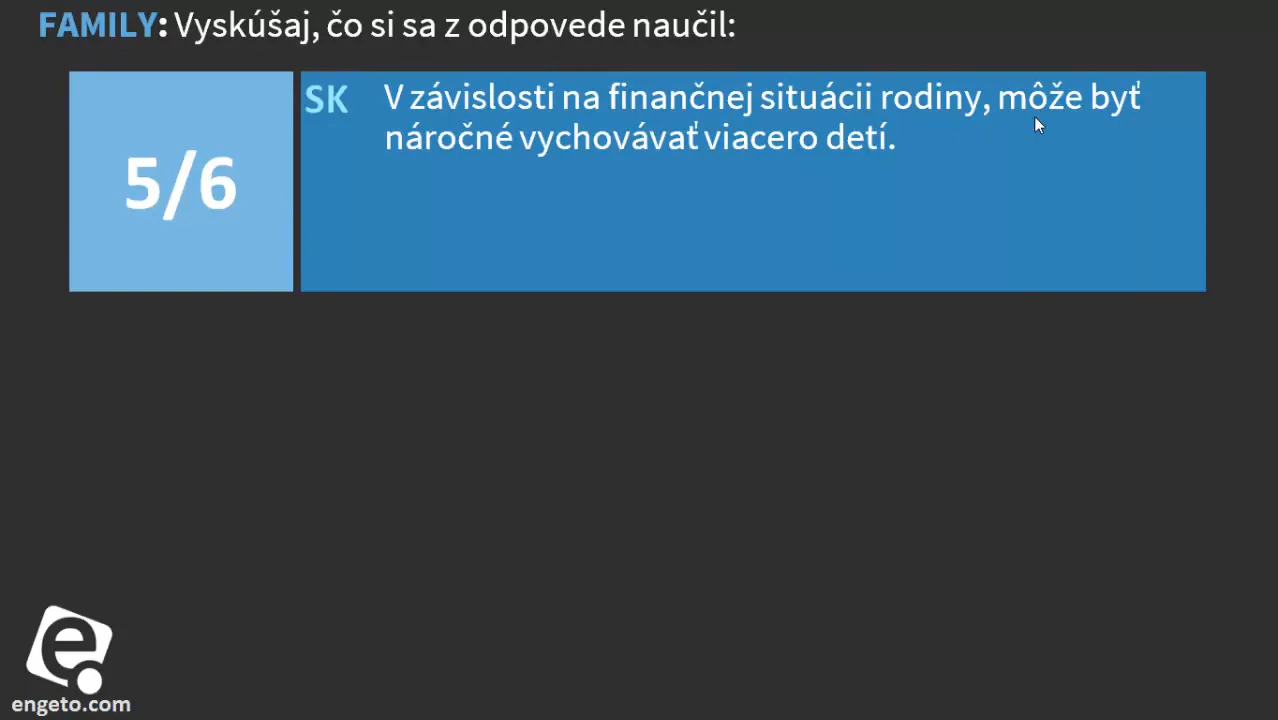 FAMILY: Vyskúšaj, čo si sa z odpovede naučil:
5/6
SK
V závislosti na finančnej situácii rodiny, môže byť
náročné vychovávať viacero detí.
e
engeto.com